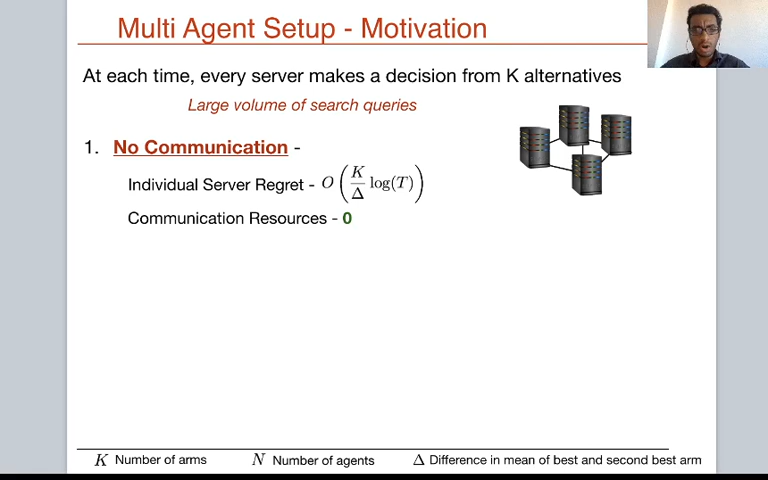 Multi Agent Setup - Motivation
At each time, every server makes a decision from K alternatives
Large volume of search queries
1. No Communication -
Individual Server Regret - O(K/Δ log(T))
Communication Resources - 0
K Number of arms N Number of agents Δ Difference in mean of best and second best arm